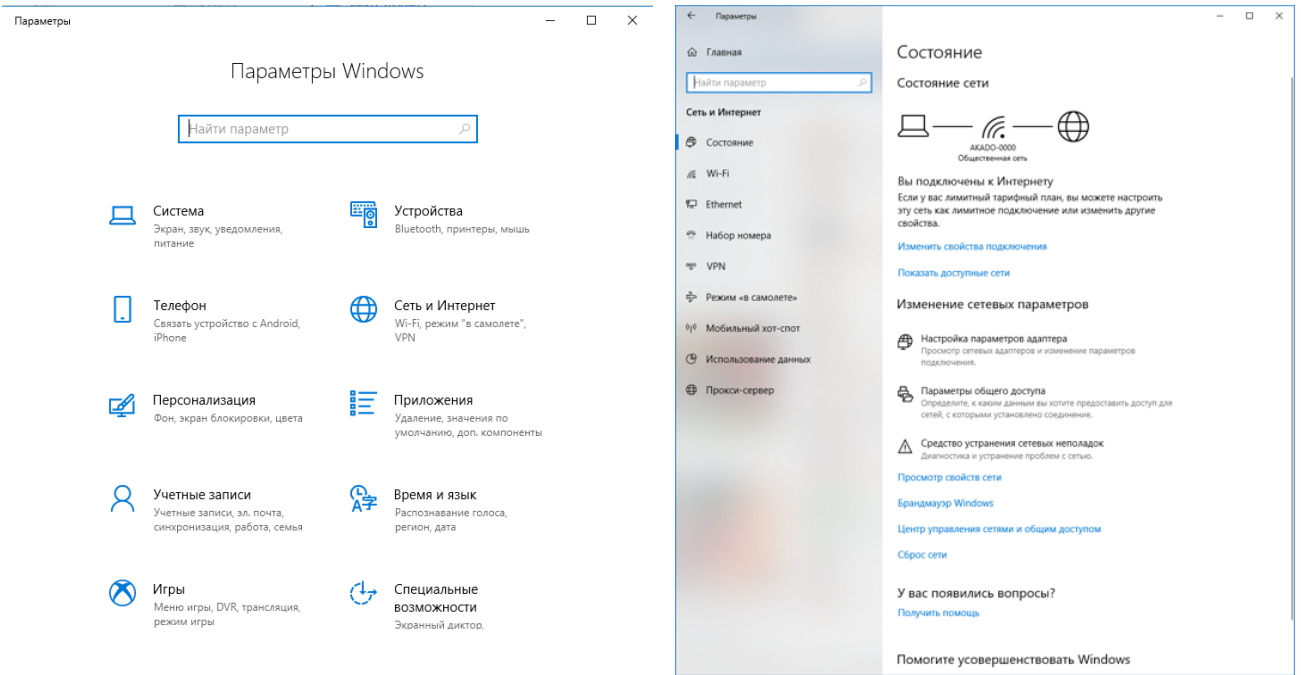 Параметры
Параметры Windows
Найти параметр
Система
Экран, звук, уведомления,
питание
Устройства
Bluetooth, принтеры, мышь
Телефон
Связать устройство с Android,
iPhone
Сеть и Интернет
Wi-Fi, режим "в самолете",
VPN
Персонализация
Фон, экран блокировки, цвета
Приложения
Удаление, значения по
умолчанию, доп. компоненты
Учетные записи
Учетные записи, эл. почта,
синхронизация, работа, семья
Время и язык
Распознавание голоса,
регион, дата
Игры
Меню игры, DVR, трансляция,
режим игры
Специальные
возможности
Экранный диктор,
Параметры
Главная
Найти параметр
Сеть и Интернет
Состояние
Wi-Fi
Ethernet
Набор номера
VPN
Режим «в самолете»
Мобильный хот-спот
Использование данных
Прокси-сервер
Состояние
Состояние сети
AKADO-0000
Общественная сеть
Вы подключены к Интернету
Если у вас лимитный тарифный план, вы можете настроить
эту сеть как лимитное подключение или изменить другие
свойства.
Изменить свойства подключения
Показать доступные сети
Изменение сетевых параметров
Настройка параметров адаптера
Просмотр сетевых адаптеров и изменение параметров
подключения.
Параметры общего доступа
Определите, к каким данным вы хотите предоставить доступ для
сетей, с которыми установлено соединение.
Средство устранения сетевых неполадок
Диагностика и устранение проблем с сетью.
Просмотр свойств сети
Брандмауэр Windows
Центр управления сетями и общим доступом
Сброс сети
У вас появились вопросы?
Получить помощь
Помогите усовершенствовать Windows